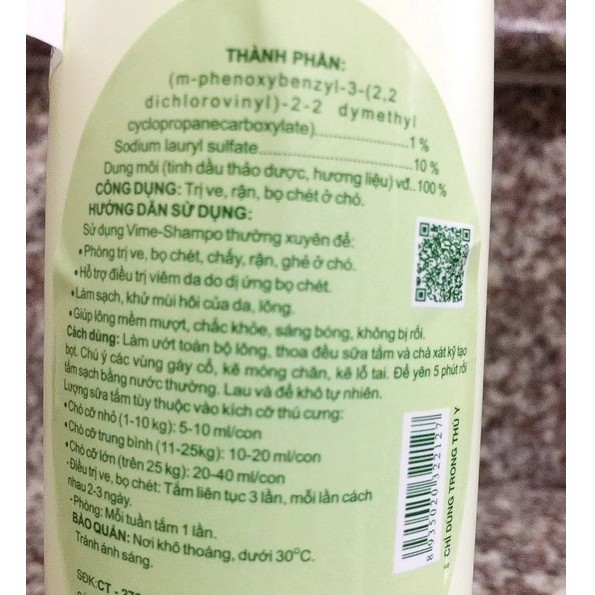 THÀNH PHẦN:
(m-phenoxybenzyl-3-(2,2
dichlorovinyl)-2-2 dymethyl
cyclopropanecarboxylate)...............1 %
Sodium lauryl sulfate........................10 %
Dung môi (tinh dầu thảo dược, hương liệu) vđ..100 %
CÔNG DỤNG: Trị ve, rận, bọ chét ở chó.
HƯỚNG DẪN SỬ DỤNG:
Sử dụng Vime-Shampo thường xuyên để:
•Phòng trị ve, bọ chét, chấy, rận, ghẻ ở chó.
•Hỗ trợ điều trị viêm da do dị ứng bọ chét.
•Làm sạch, khử mùi hôi của da, lông.
•Giúp lông mềm mượt, chắc khỏe, sáng bóng, không bị rối.
Cách dùng: Làm ướt toàn bộ lông, thoa đều sữa tắm và chà xát kỹ tạo
bọt. Chú ý các vùng gáy cổ, kẽ móng chân, kẽ lỗ tai. Để yên 5 phút rồi
tắm sạch bằng nước thường. Lau và để khô tự nhiên.
Lượng sữa tắm tùy thuộc vào kích cỡ thú cưng:
•Chó cỡ nhỏ (1-10 kg): 5-10 ml/con
•Chó cỡ trung bình (11-25kg): 10-20 ml/con
•Chó cỡ lớn (trên 25 kg): 20-40 ml/con
-Điều trị ve, bọ chét: Tắm liên tục 3 lần, mỗi lần cách
nhau 2-3 ngày.
-Phòng: Mỗi tuần tắm 1 lần.
BẢO QUẢN: Nơi khô thoáng, dưới 30°C.
Tránh ánh sáng.
SĐK:CT -
8935020322127
CHỈ DÙNG TRONG THÚ Y